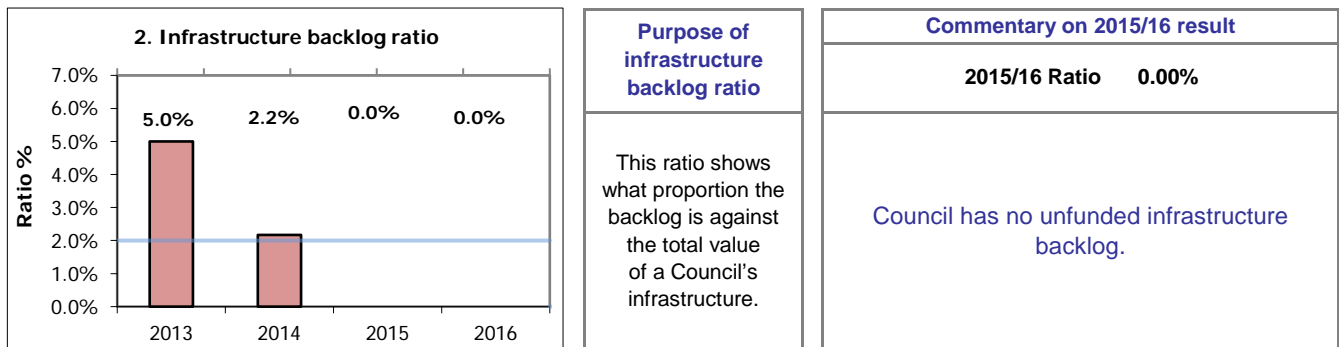 2. Infrastructure backlog ratio
7.0%
6.0%
5.0%
4.0%
3.0%
2.0%
1.0%
0.0%
Ratio %
5.0%
2.2%
0.0%
0.0%
2013
2014
2015
2016
Purpose of
infrastructure
backlog ratio
This ratio shows
what proportion the
backlog is against
the total value
of a Council's
infrastructure.
Commentary on 2015/16 result
2015/16 Ratio 0.00%
Council has no unfunded infrastructure
backlog.